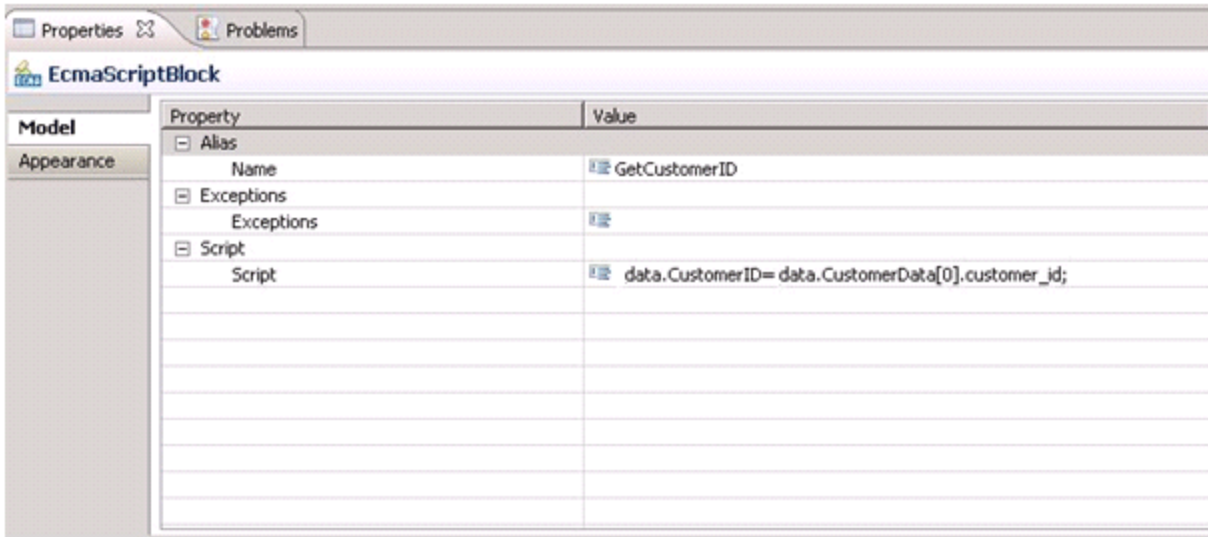 Properties Problems
ECMA EcmaScriptBlock
Model
Appearance
Property Value
Alias
Name GetCustomerID
Exceptions
Exceptions
Script
Script data.CustomerID= data.CustomerData[0].customer_id;